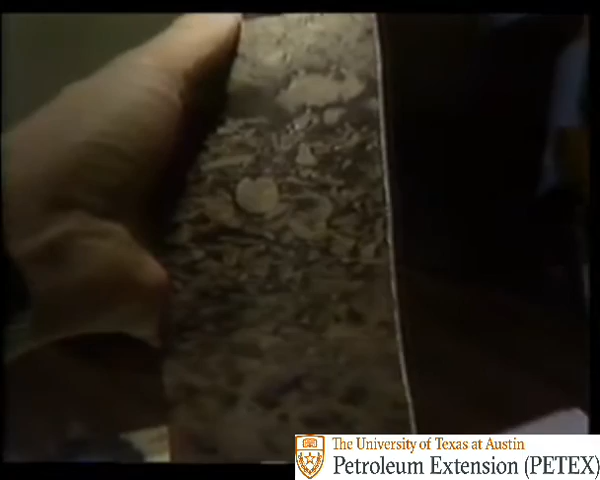 The University of Texas at Austin
Petroleum Extension (PETEX)